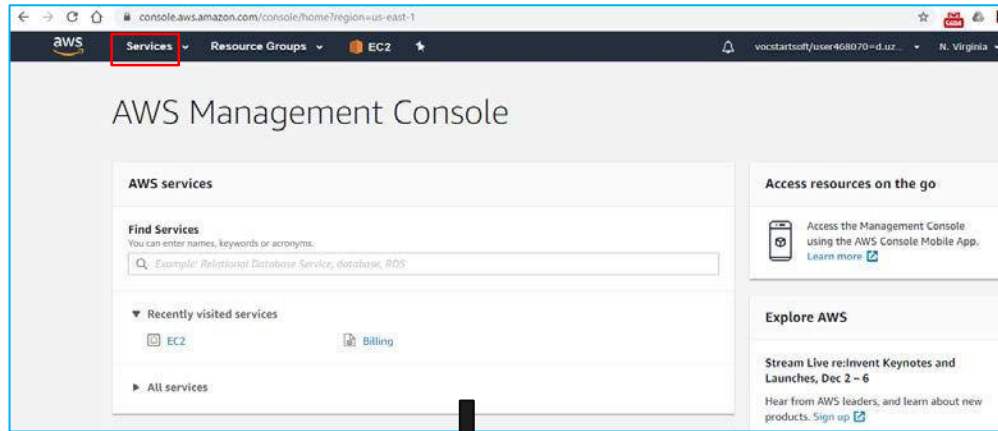 console.aws.amazon.com/console/home?region=us-east-1
aws Services Resource Groups EC2 vocstartsoft/user468070=d.uz... N. Virginia
AWS Management Console
AWS services
Find Services
You can enter names, keywords or acronyms.
Example: Relational Database Service, database, RDS
Recently visited services
EC2 Billing
All services
Access resources on the go
Access the Management Console
using the AWS Console Mobile App.
Learn more
Explore AWS
Stream Live re:Invent Keynotes and
Launches, Dec 2 – 6
Hear from AWS leaders, and learn about new
products. Sign up